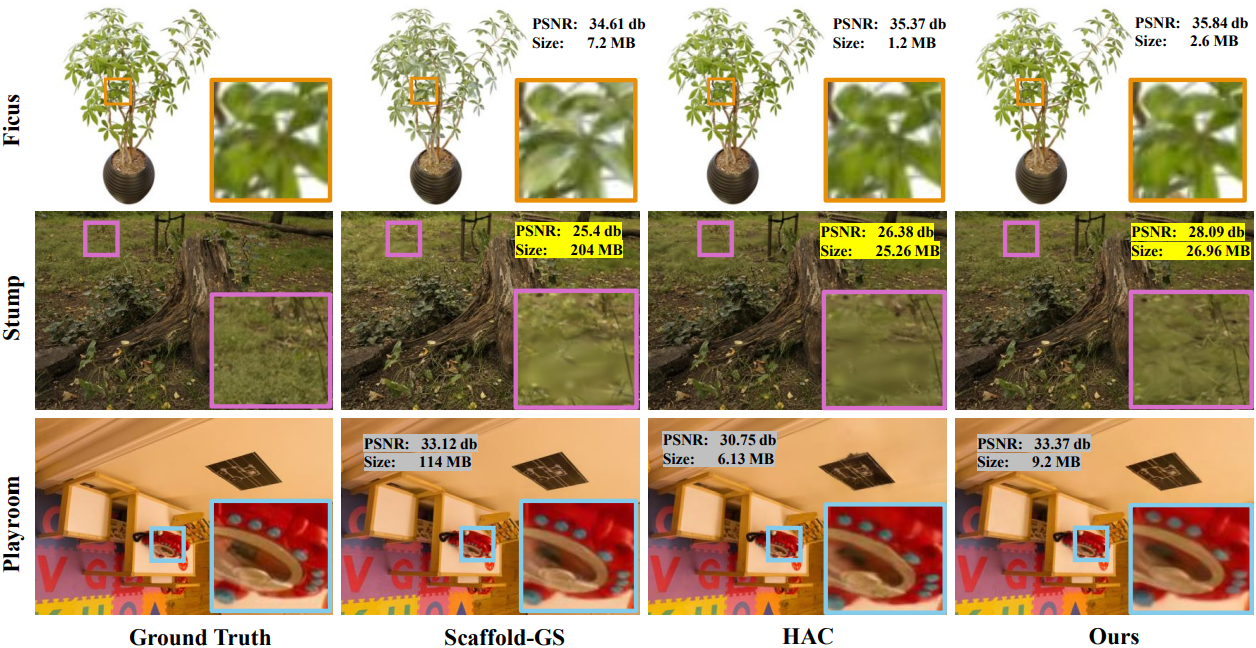 Ficus
PSNR: 34.61 db
Size: 7.2 MB
PSNR: 35.37 db
Size: 1.2 MB
PSNR: 35.84 db
Size: 2.6 MB
Stump
PSNR: 25.4 db
Size: 204 MB
PSNR: 26.38 db
Size: 25.26 MB
PSNR: 28.09 db
Size: 26.96 MB
Playroom
PSNR: 33.12 db
Size: 114 MB
PSNR: 30.75 db
Size: 6.13 MB
PSNR: 33.37 db
Size: 9.2 MB
Ground Truth
Scaffold-GS
HAC
Ours